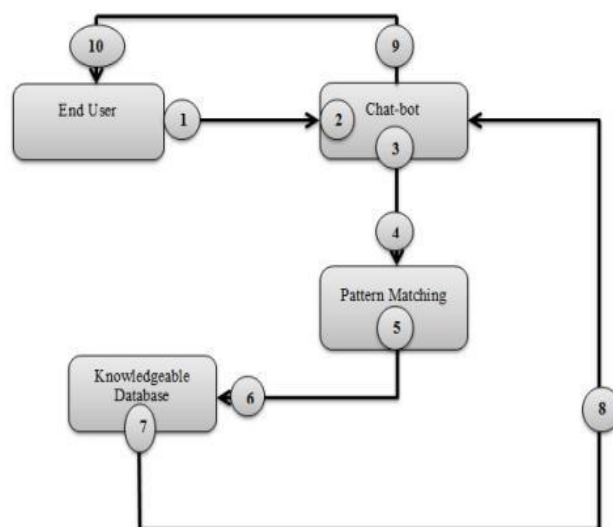 10
9
End User
1
2
Chat-bot
3
4
Pattern Matching
5
Knowledgeable
Database
6
7
8